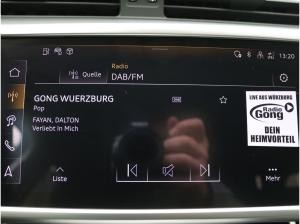 13:20
Quelle
Radio
DAB/FM
GONG WUERZBURG
Pop
FAYAN, DALTON
Verliebt in Mich
LIVE AUS WÜRZBURG
Radio
Gong
DEIN
HEIMVORTEIL
Liste
Mehr